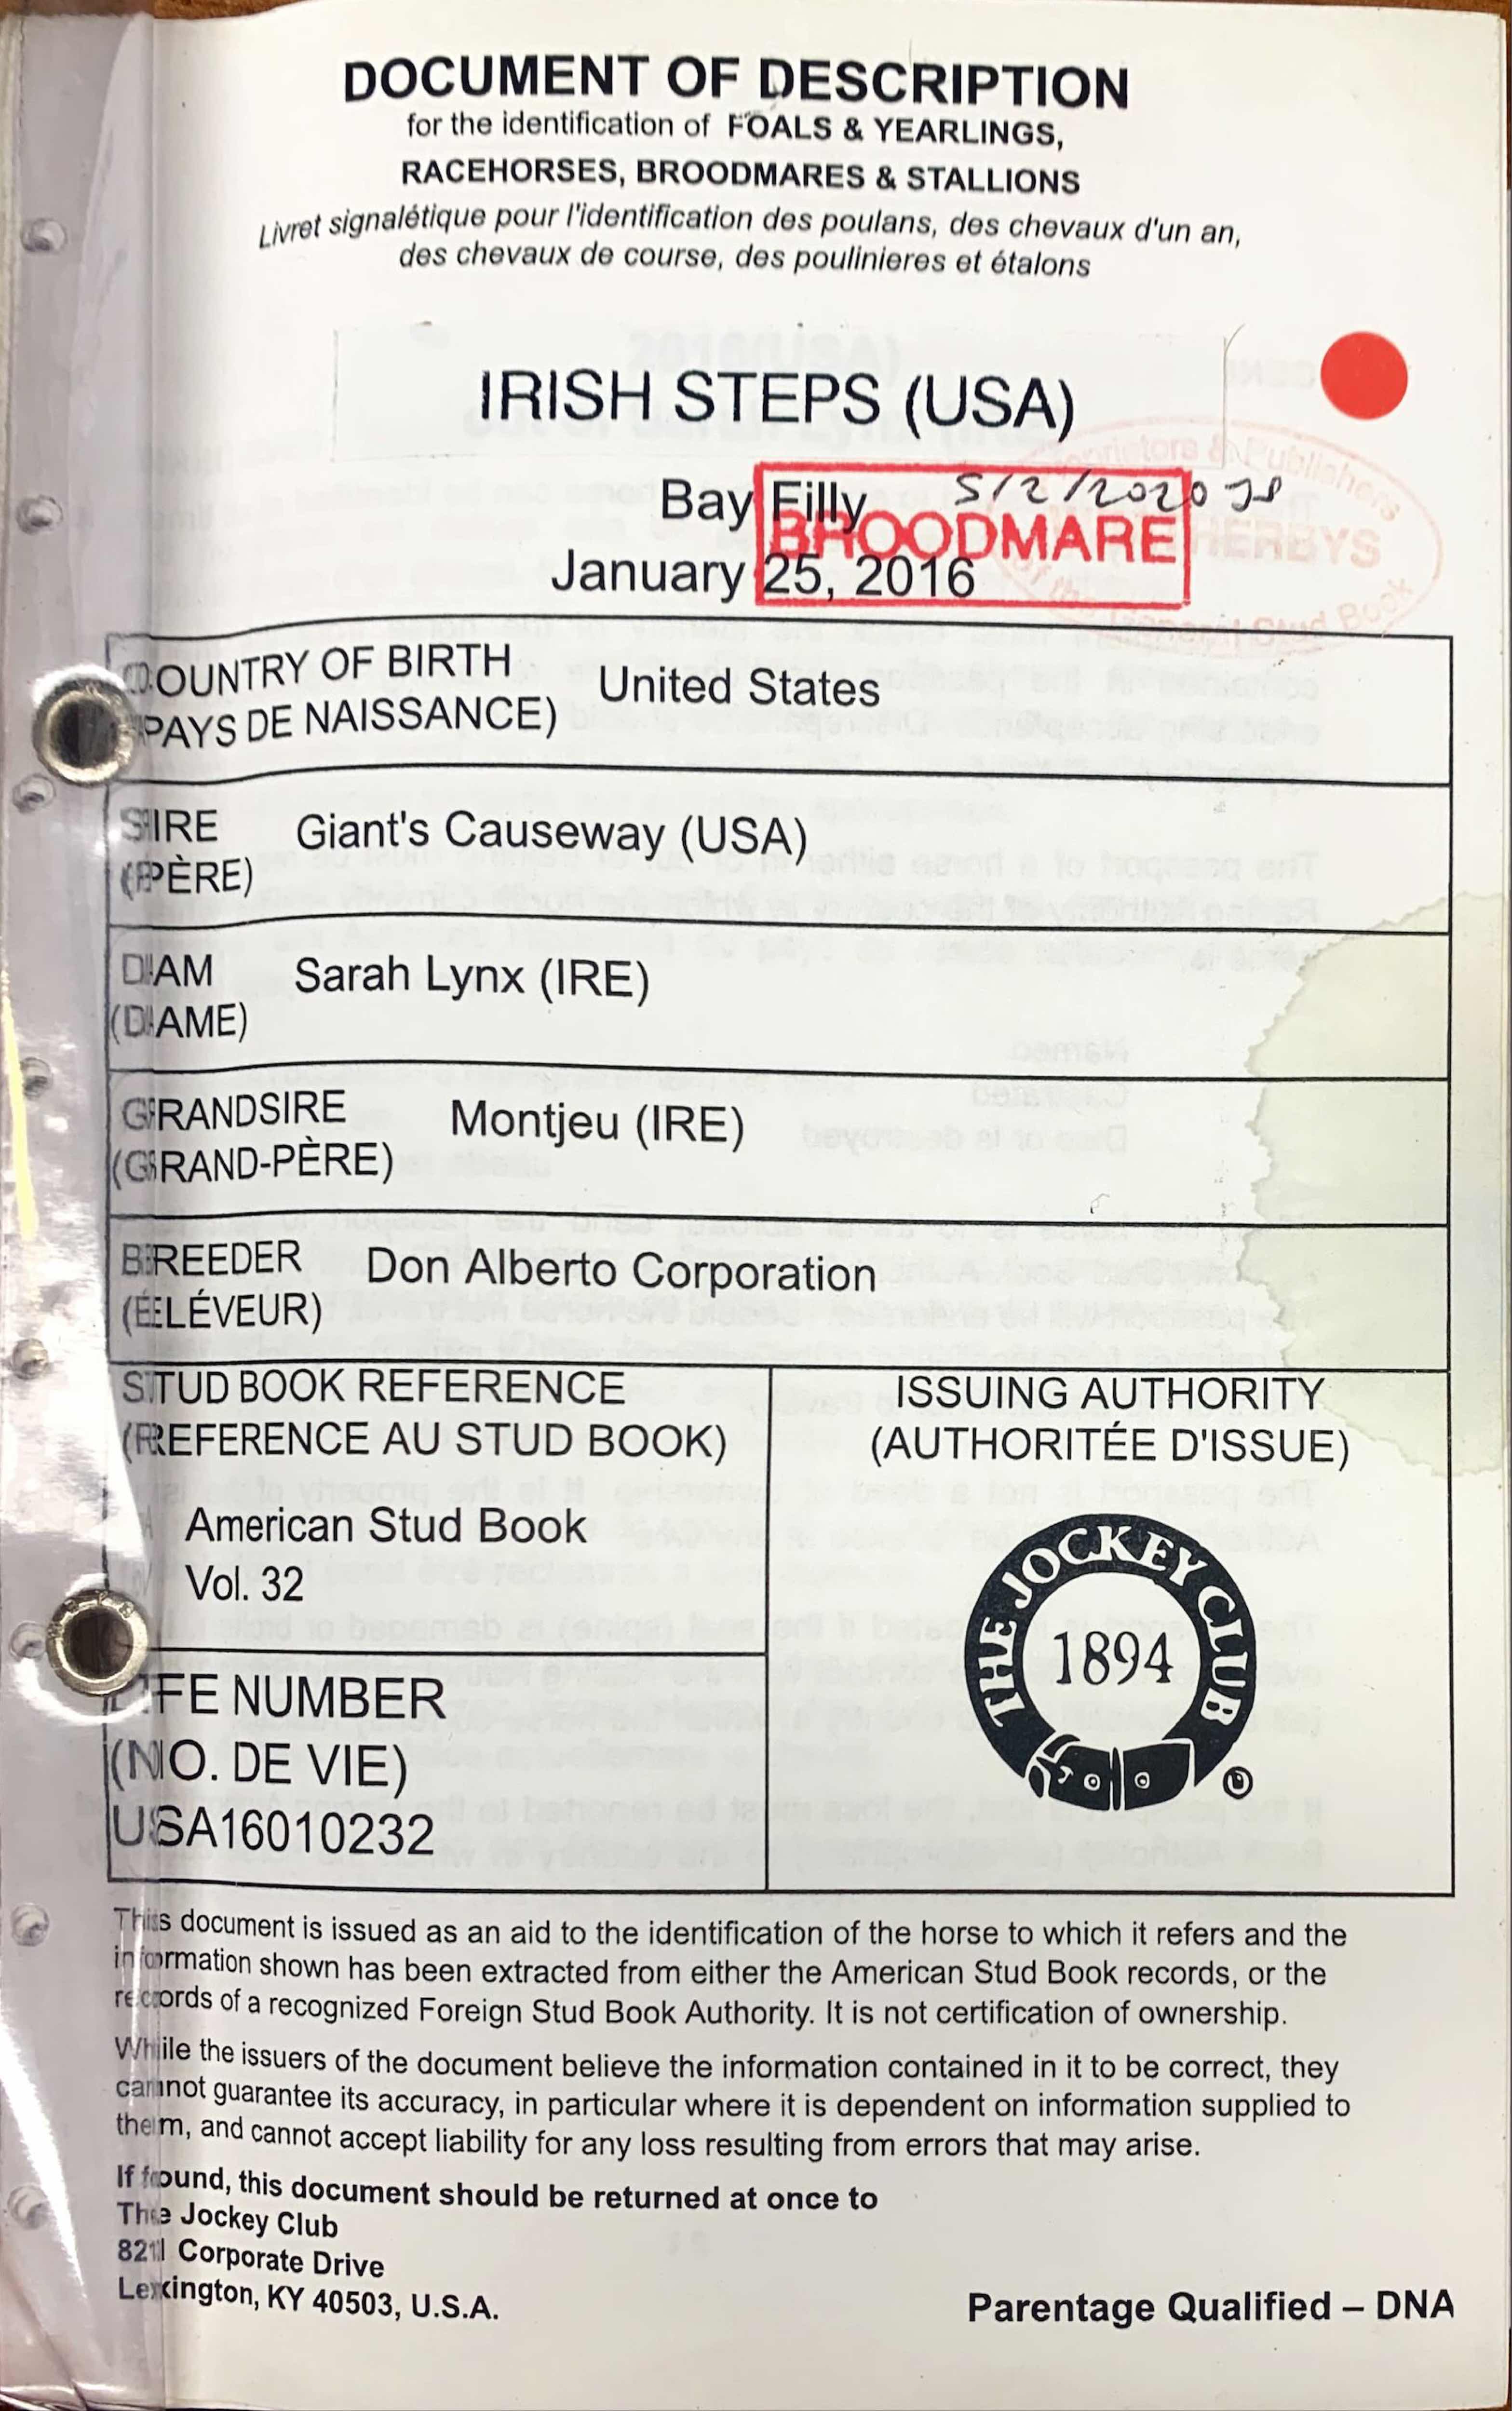 DOCUMENT OF DESCRIPTION
for the identification of FOALS & YEARLINGS,
RACEHORSES, BROODMARES & STALLIONS
Livret signalétique pour l'identification des poulans, des chevaux d'un an,
des chevaux de course, des poulinieres et étalons
IRISH STEPS (USA)
Bay Filly
5/2/2020
BROODMARE
January 25, 2016
COUNTRY OF BIRTH
(PAYS DE NAISSANCE)
United States
SIRE
(PÈRE)
Giant's Causeway (USA)
DAM
(DAME)
Sarah Lynx (IRE)
GRANDSIRE
(GRAND-PÈRE)
Montjeu (IRE)
BREEDER
(ÉLÉVEUR)
Don Alberto Corporation
STUD BOOK REFERENCE
(REFERENCE AU STUD BOOK)
American Stud Book
Vol. 32
LIFE NUMBER
(NO. DE VIE)
USA16010232
ISSUING AUTHORITY
(AUTHORITÉE D'ISSUE)
THE JOCKEY CLUB
1894
®
This document is issued as an aid to the identification of the horse to which it refers and the
information shown has been extracted from either the American Stud Book records, or the
records of a recognized Foreign Stud Book Authority. It is not certification of ownership.
While the issuers of the document believe the information contained in it to be correct, they
cannot guarantee its accuracy, in particular where it is dependent on information supplied to
them, and cannot accept liability for any loss resulting from errors that may arise.
If found, this document should be returned at once to
The Jockey Club
821 Corporate Drive
Lexington, KY 40503, U.S.A.
Parentage Qualified – DNA